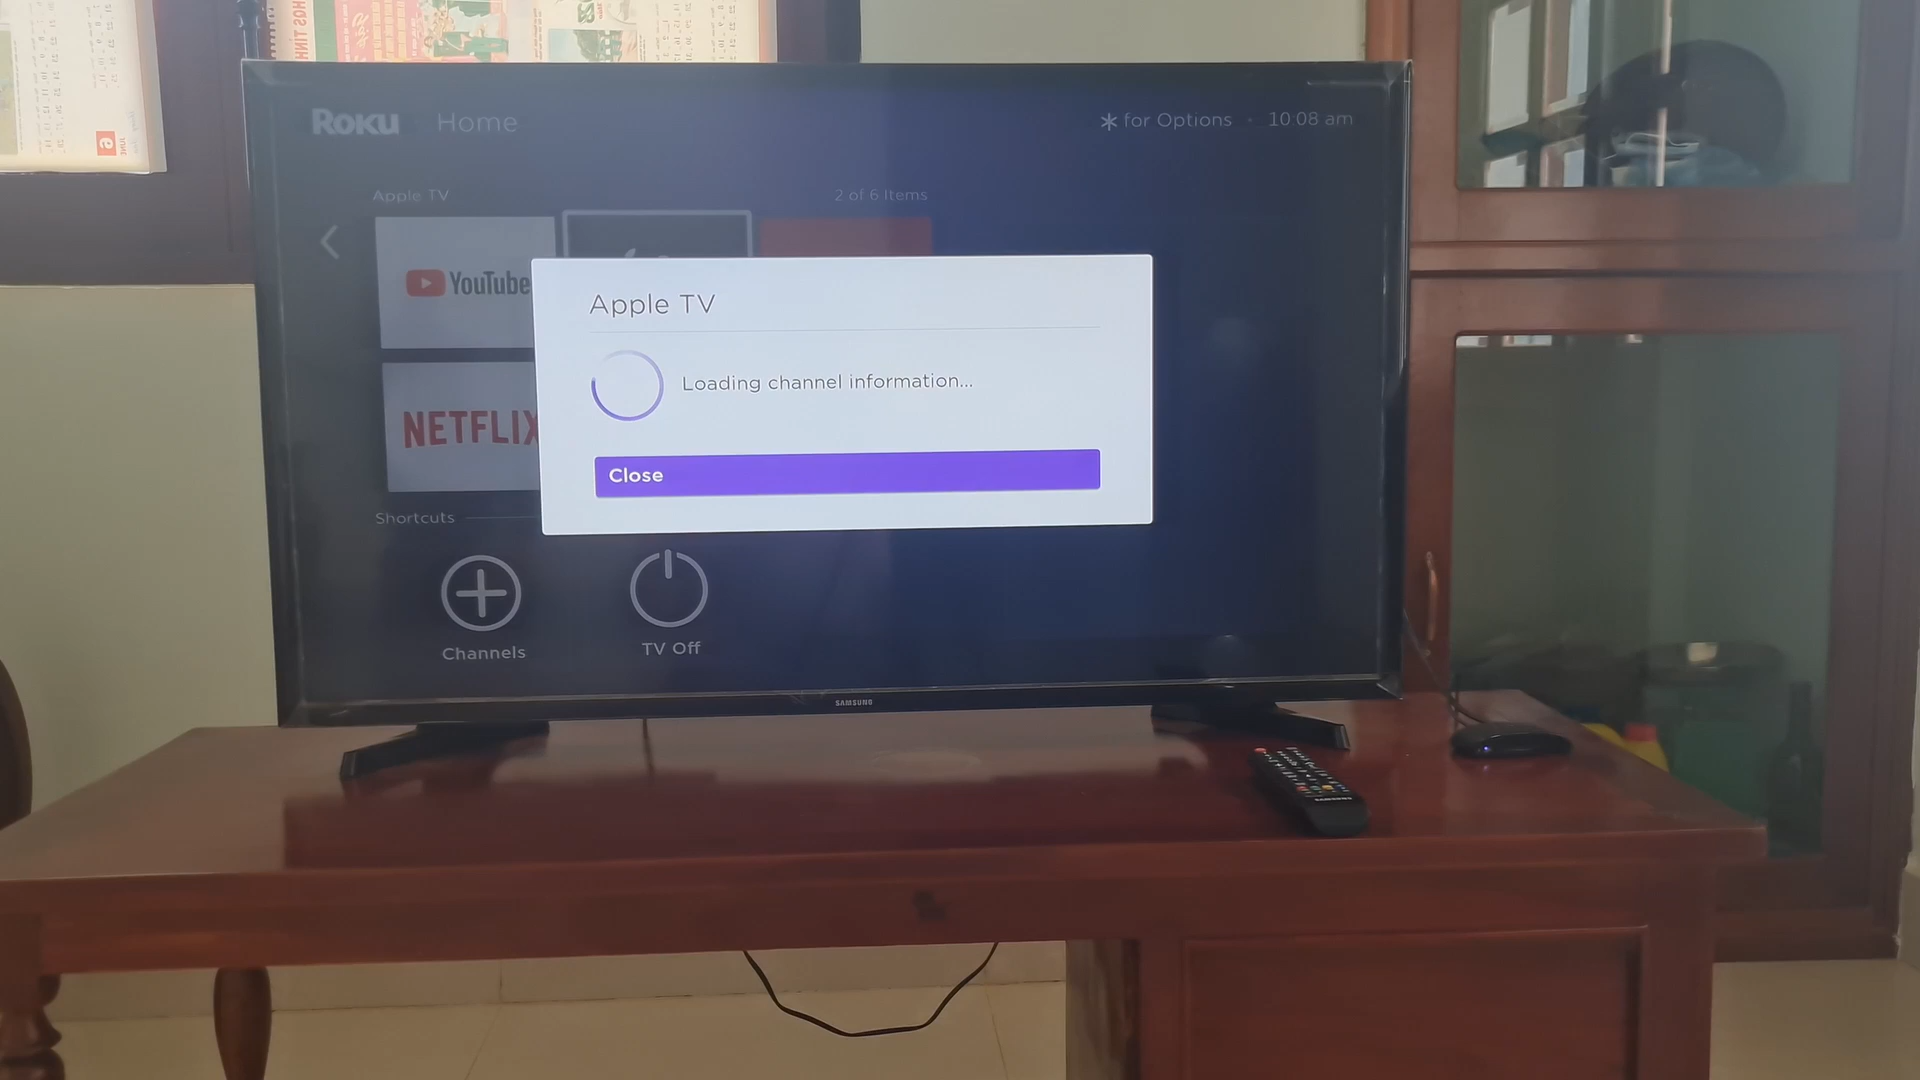 Roku Home
* for Options • 10:08 am
Apple TV
2 of 6 Items
YouTube
Apple TV
Loading channel information...
Close
NETFLIX
Shortcuts
Channels
TV Off
SAMSUNG
SAMSUNG